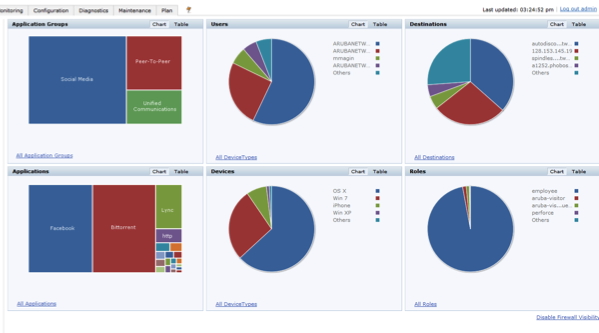 onitoring Configuration Diagnostics Maintenance Plan
Last updated: 03:24:52 pm | Log out admin
Application Groups Chart Table
Social Media
Peer-To-Peer
Unified
Communications
All Application Groups
Users Chart Table
ARUBANETW...
ARUBANETW...
mmagin
ARUBANETW...
Others
All DeviceTypes
Destinations Chart Table
autodisco...tw...
128.153.145.19
spindles...tw...
a1252.phobos...
Others
All Destinations
Applications Chart Table
Facebook
Bittorrent
Lync
http
All Applications
Devices Chart Table
OS X
Win 7
iPhone
Win XP
Others
All DeviceTypes
Roles Chart Table
employee
aruba-visitor
aruba-vis...ue...
perforce
Others
All Roles
Disable Firewall Visibility